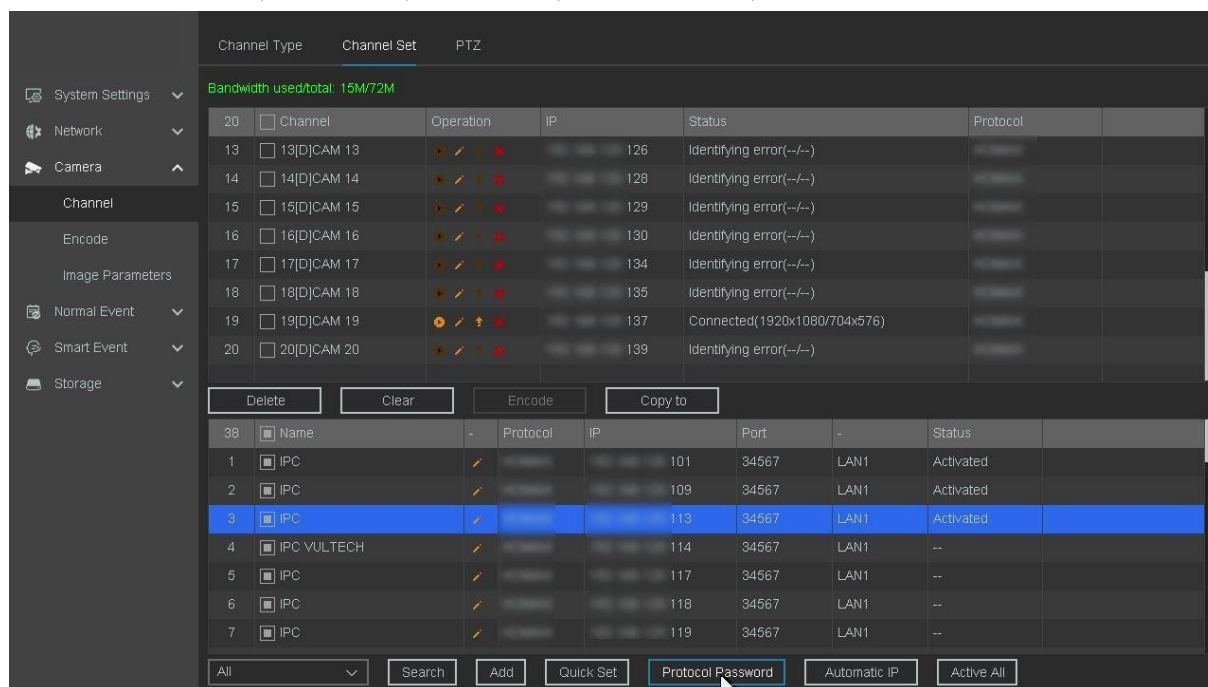 Channel Type Channel Set PTZ
System Settings
Network
Camera
Channel
Encode
Image Parameters
Normal Event
Smart Event
Storage
Bandwidth used/total: 15M/72M
20 Channel Operation IP Status Protocol
13 13[D]CAM 13 126 Identifying error(--/--)
14 14[D]CAM 14 128 Identifying error(--/--)
15 15[D]CAM 15 129 Identifying error(--/--)
16 16[D]CAM 16 130 Identifying error(--/--)
17 17[D]CAM 17 134 Identifying error(--/--)
18 18[D]CAM 18 135 Identifying error(--/--)
19 19[D]CAM 19 137 Connected(1920x1080/704x576)
20 20[D]CAM 20 139 Identifying error(--/--)
Delete Clear Encode Copy to
38 Name - Protocol IP Port - Status
1 IPC 101 34567 LAN1 Activated
2 IPC 109 34567 LAN1 Activated
3 IPC 113 34567 LAN1 Activated
4 IPC VULTECH 114 34567 LAN1 --
5 IPC 117 34567 LAN1 --
6 IPC 118 34567 LAN1 --
7 IPC 119 34567 LAN1 --
All Search Add Quick Set Protocol Password Automatic IP Active All